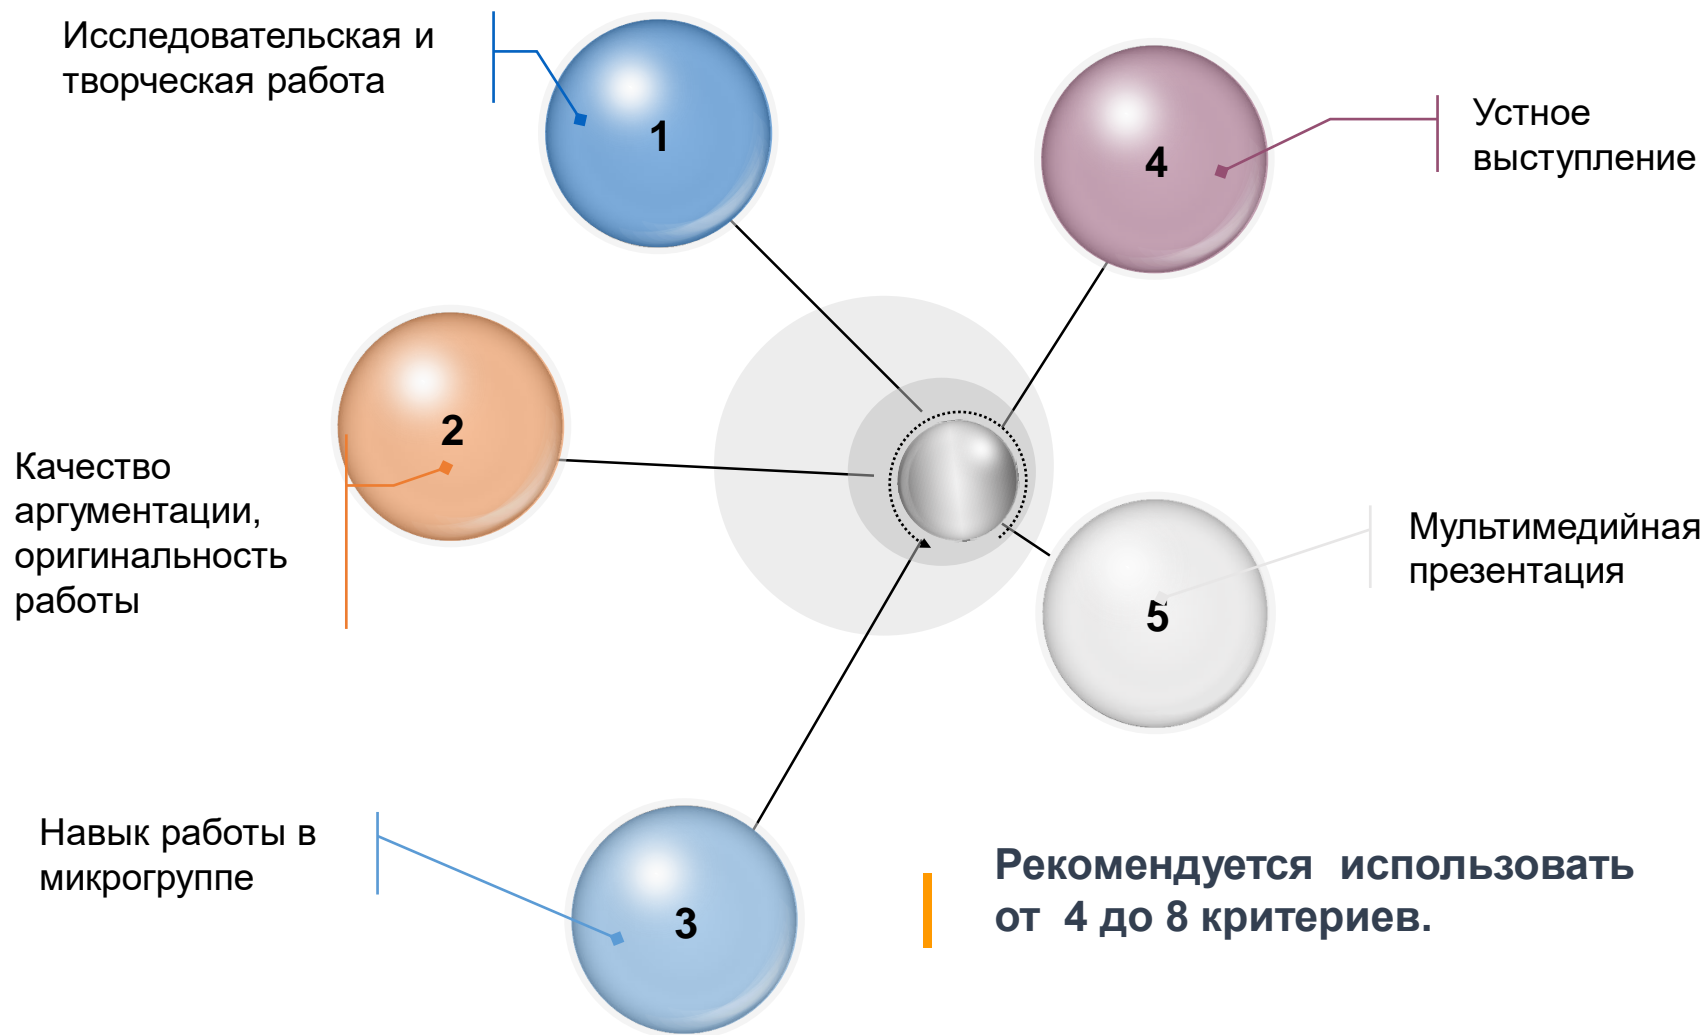 Исследовательская и
творческая работа
1
4
Устное
выступление
2
Качество
аргументации,
оригинальность
работы
Мультимедийная
презентация
5
Навык работы в
микрогруппе
3
Рекомендуется использовать
от 4 до 8 критериев.